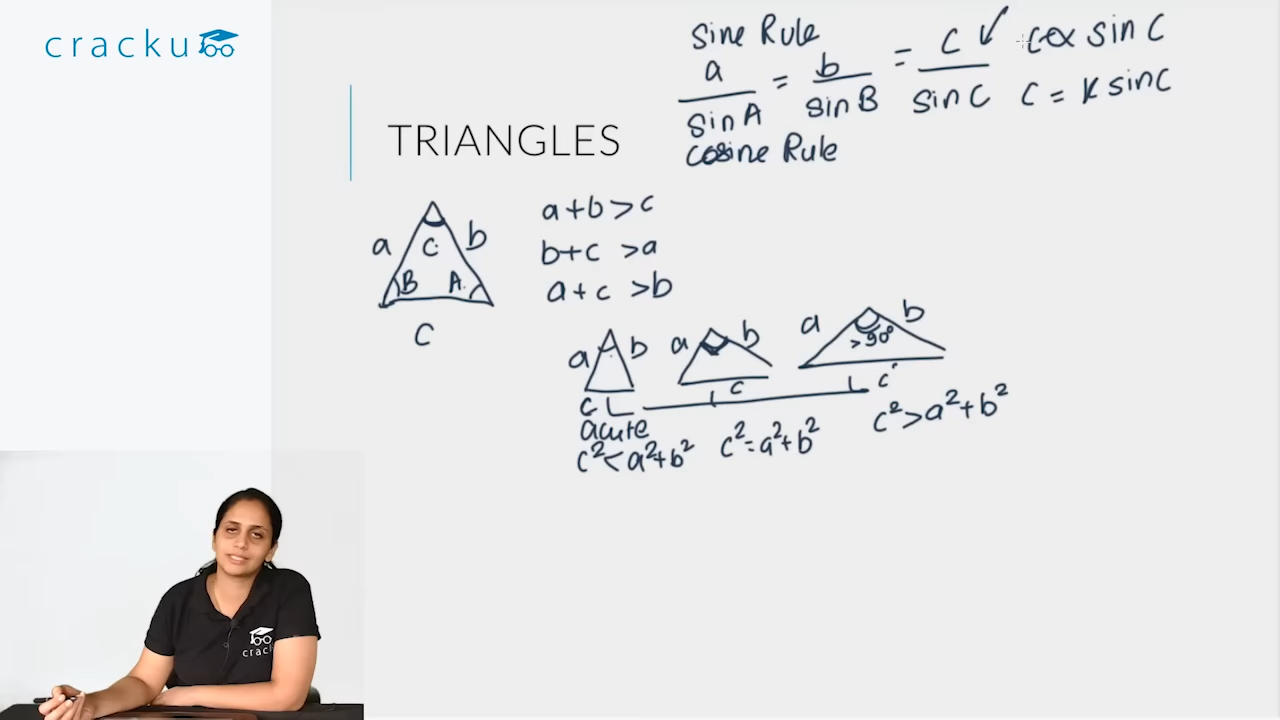 cracku
Sine Rule
a/sin A = b/sin B = c/sin C
c ∝ sin C
c = k sin C
cosine Rule
TRIANGLES
a b
C
B A
c
a+b>c
b+c >a
a+c >b
a b a b a b
>90°
c c c
acute
c²<a²+b² c²=a²+b² c²>a²+b²
crack